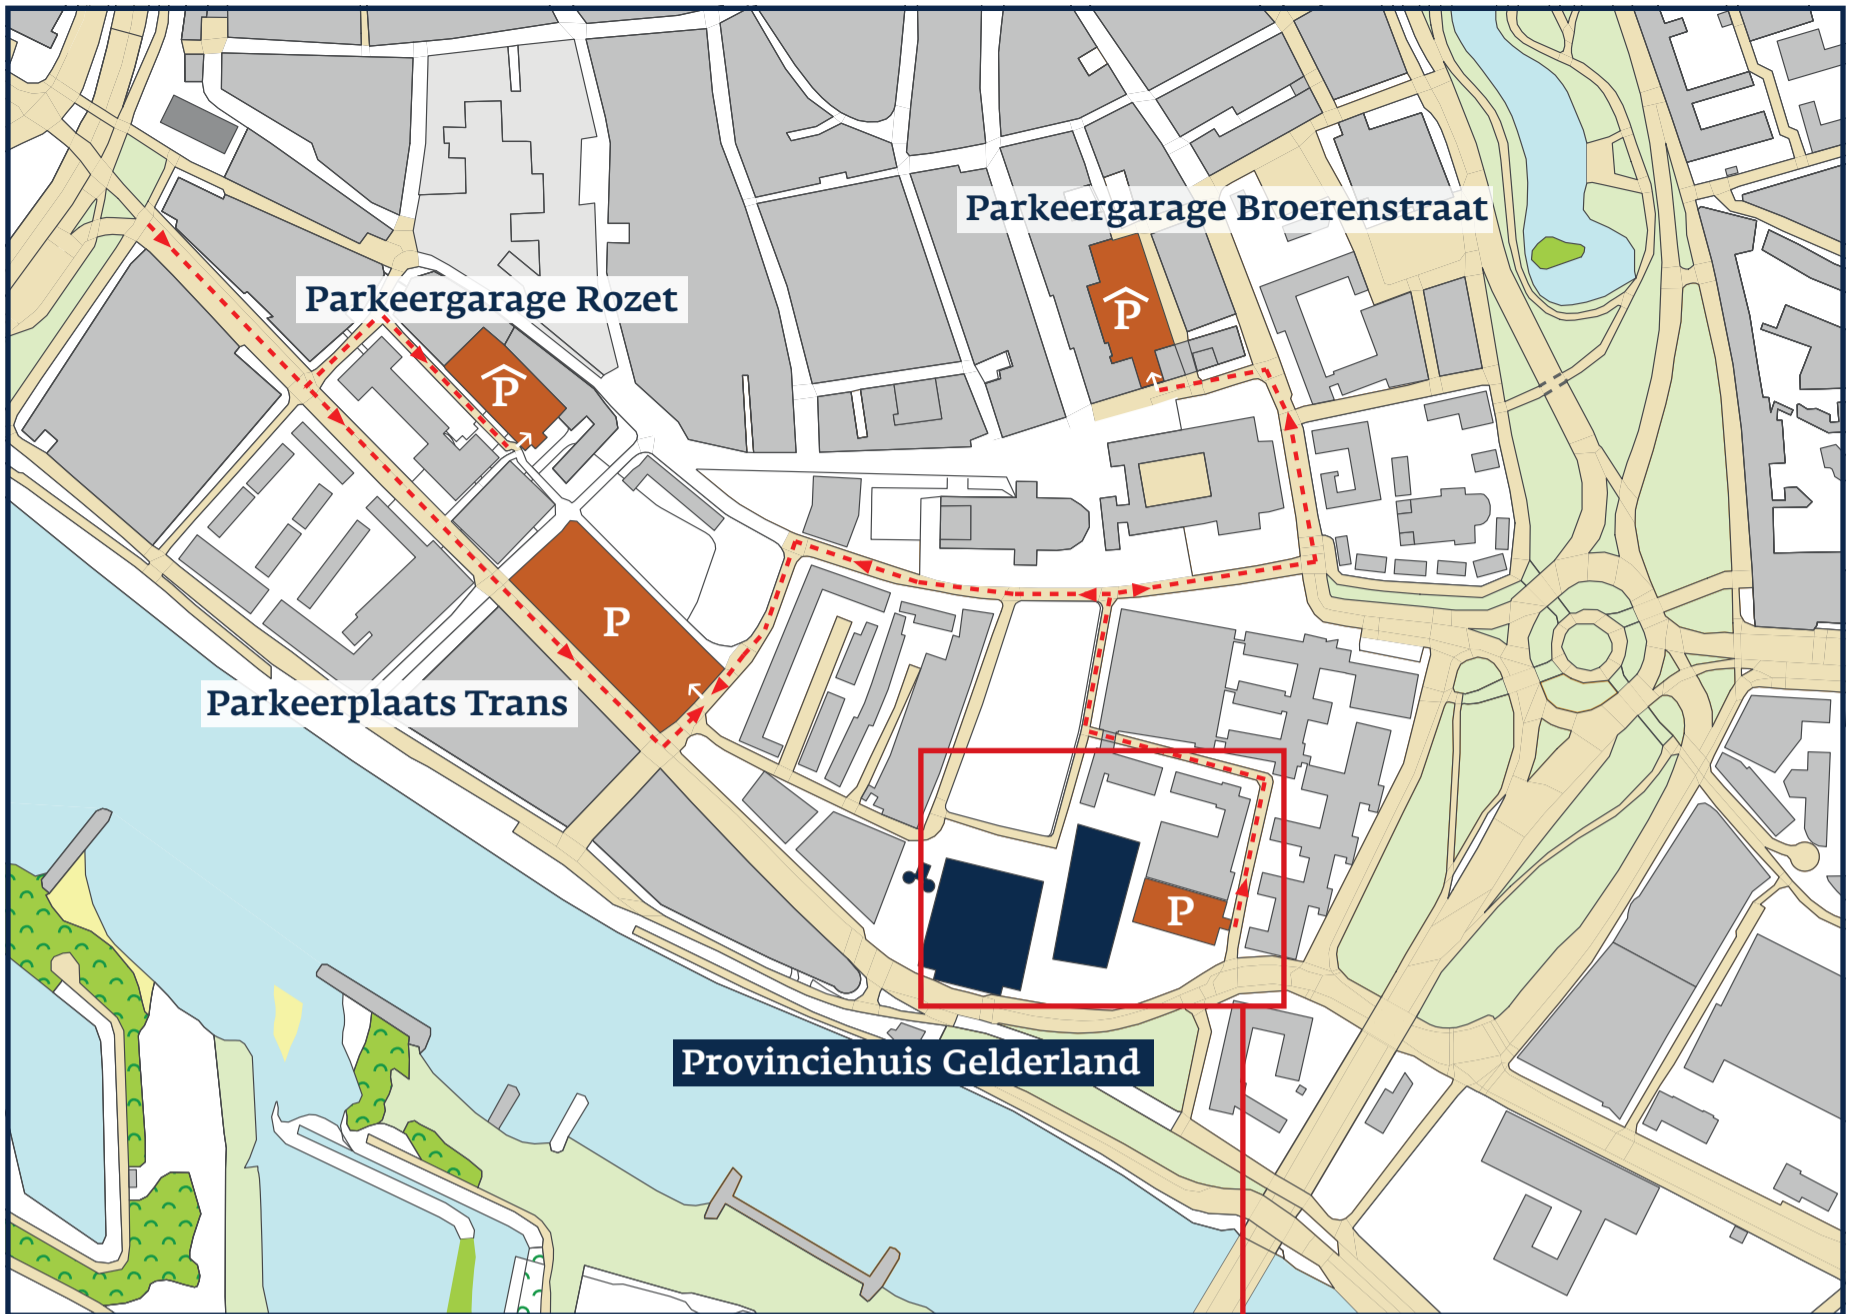 Parkeergarage Broerenstraat
P
Parkeergarage Rozet
P
P
Parkeerplaats Trans
P
Provinciehuis Gelderland